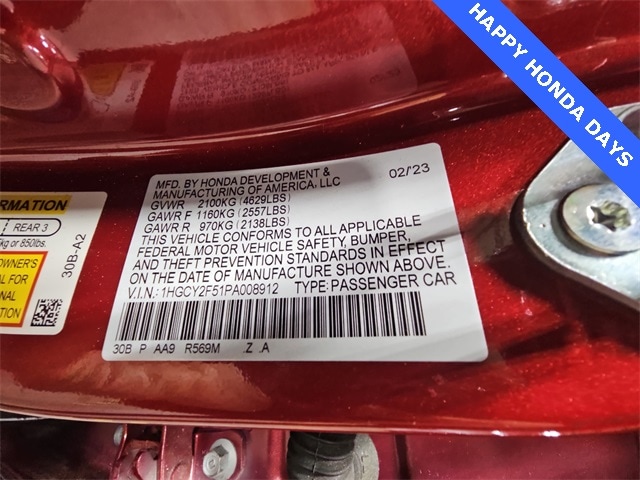 HAPPY HONDA DAYS
MFD. BY HONDA DEVELOPMENT &
MANUFACTURING OF AMERICA, LLC
02/'23
GVWR 2100KG (4629LBS)
GAWR F 1160KG (2557LBS)
GAWR R 970KG (2138LBS)
THIS VEHICLE CONFORMS TO ALL APPLICABLE
FEDERAL MOTOR VEHICLE SAFETY, BUMPER,
AND THEFT PREVENTION STANDARDS IN EFFECT
ON THE DATE OF MANUFACTURE SHOWN ABOVE.
V.I.N.: 1HGCY2F51PA008912 TYPE: PASSENGER CAR
30B P AA9 R569M .Z .A
REAR 3
kg or 850lbs.
30B-A2